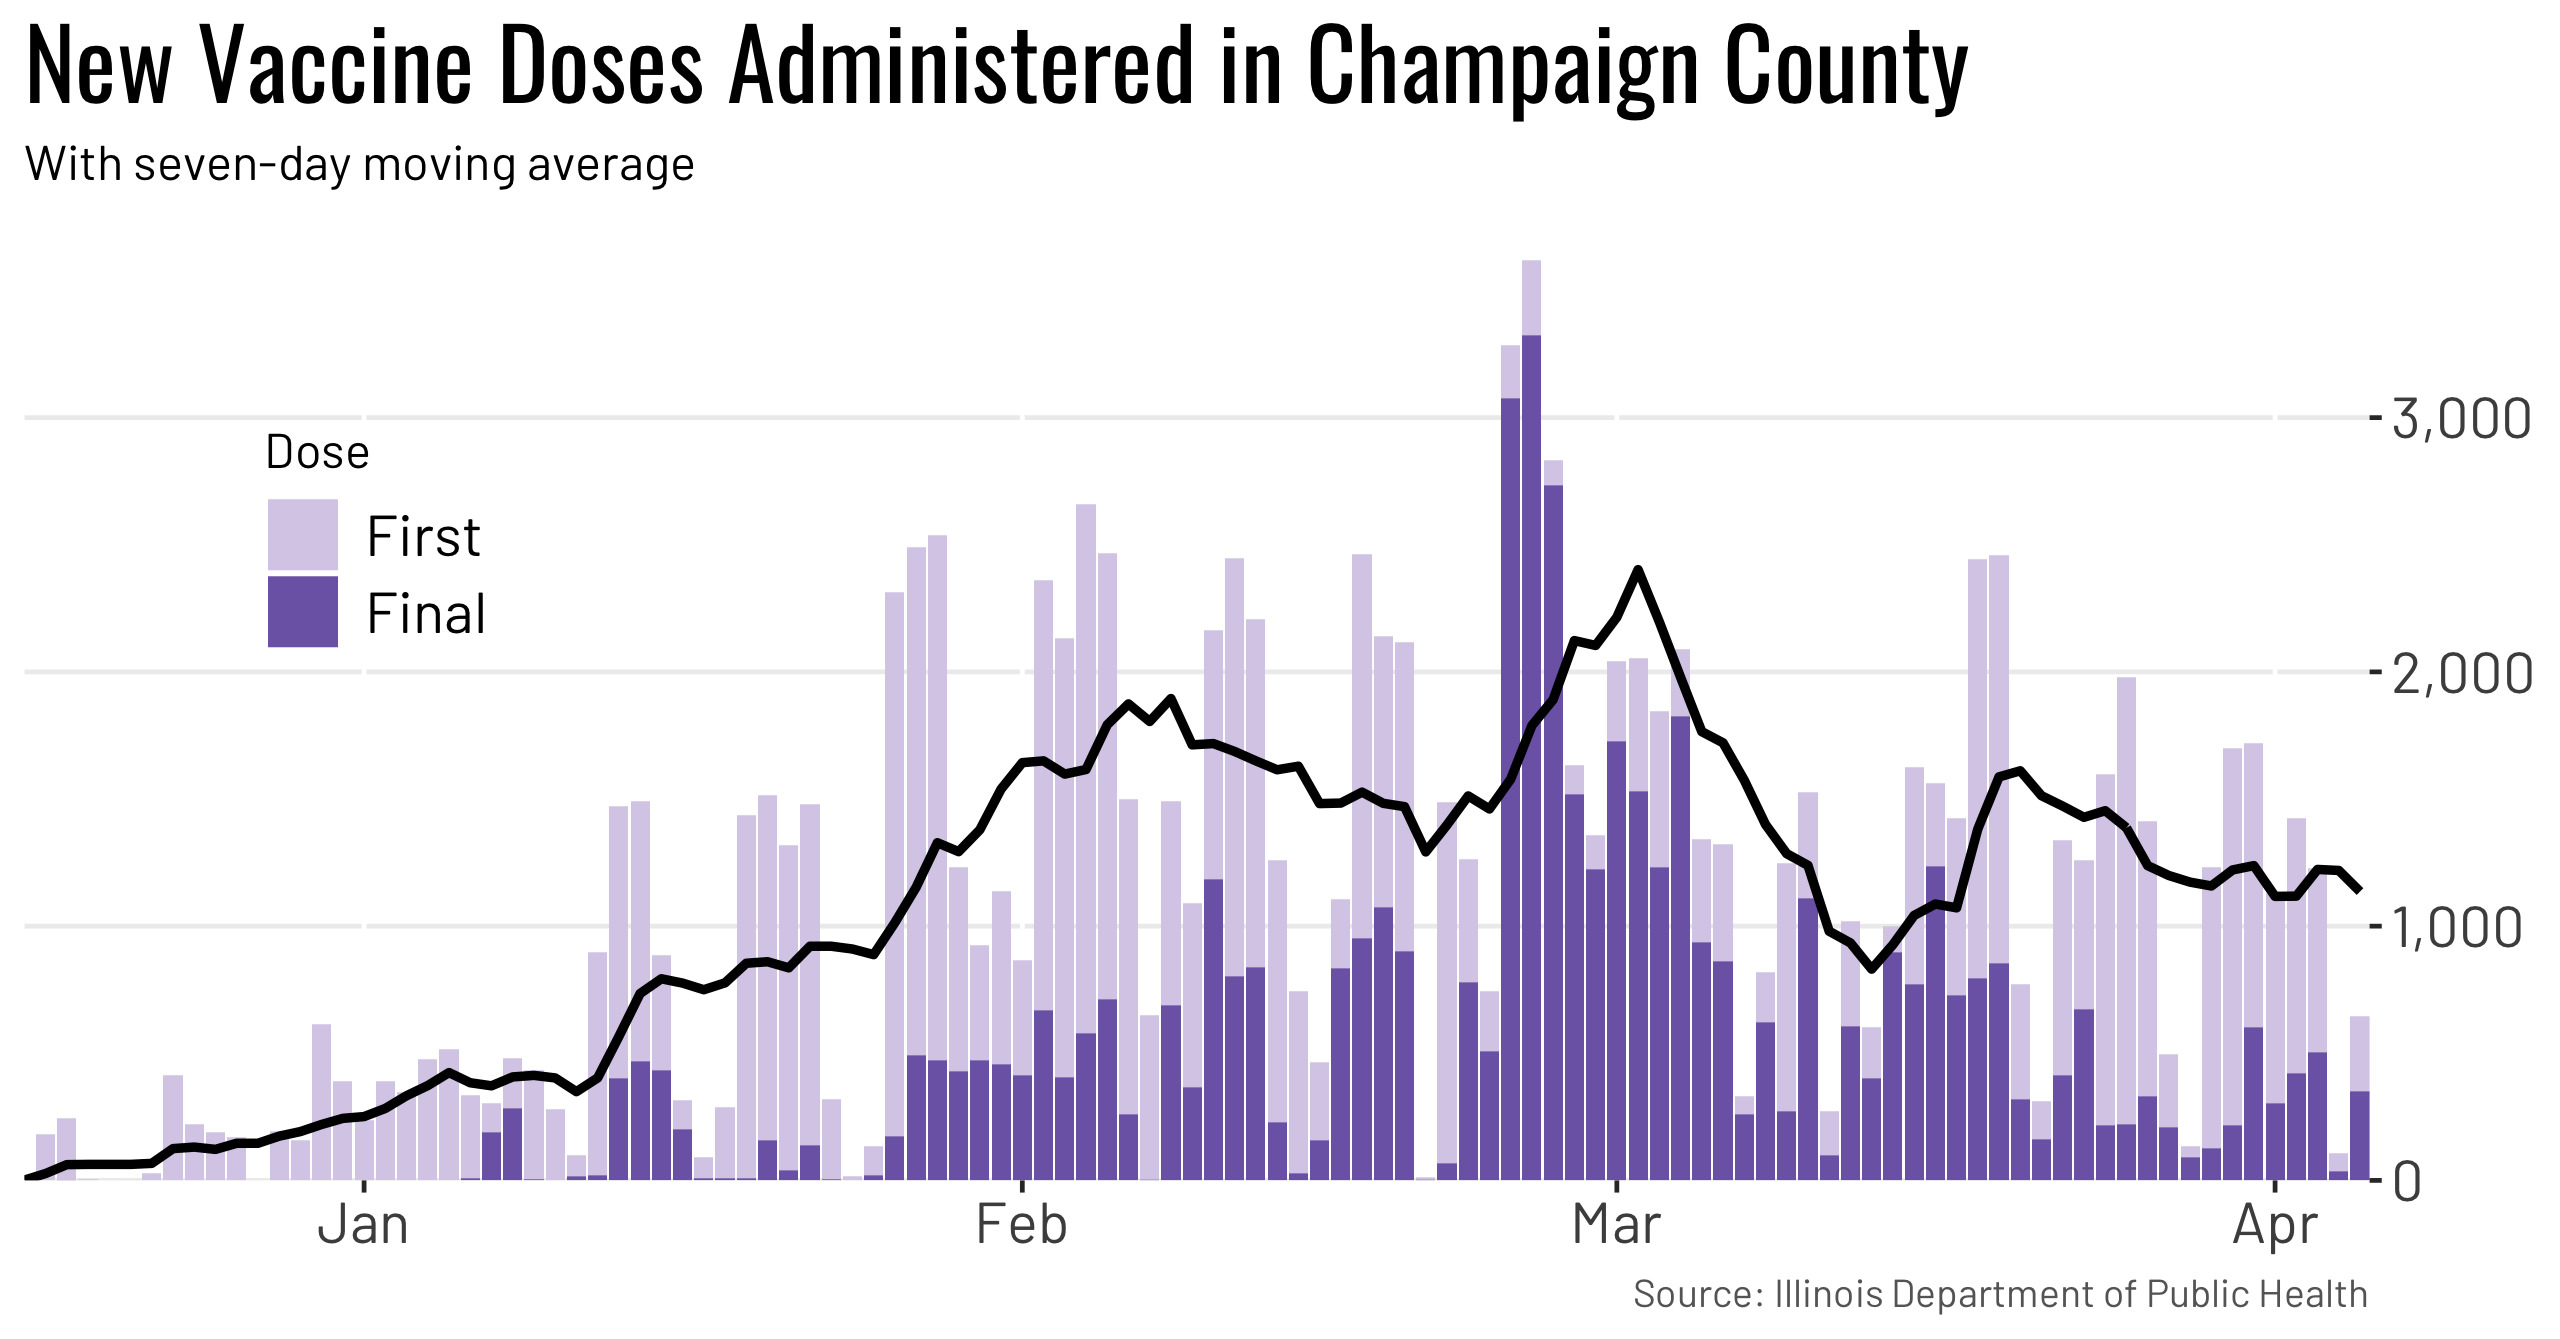 New Vaccine Doses Administered in Champaign County
With seven-day moving average
Dose
First
Final
3,000
2,000
1,000
0
Jan Feb Mar Apr
Source: Illinois Department of Public Health